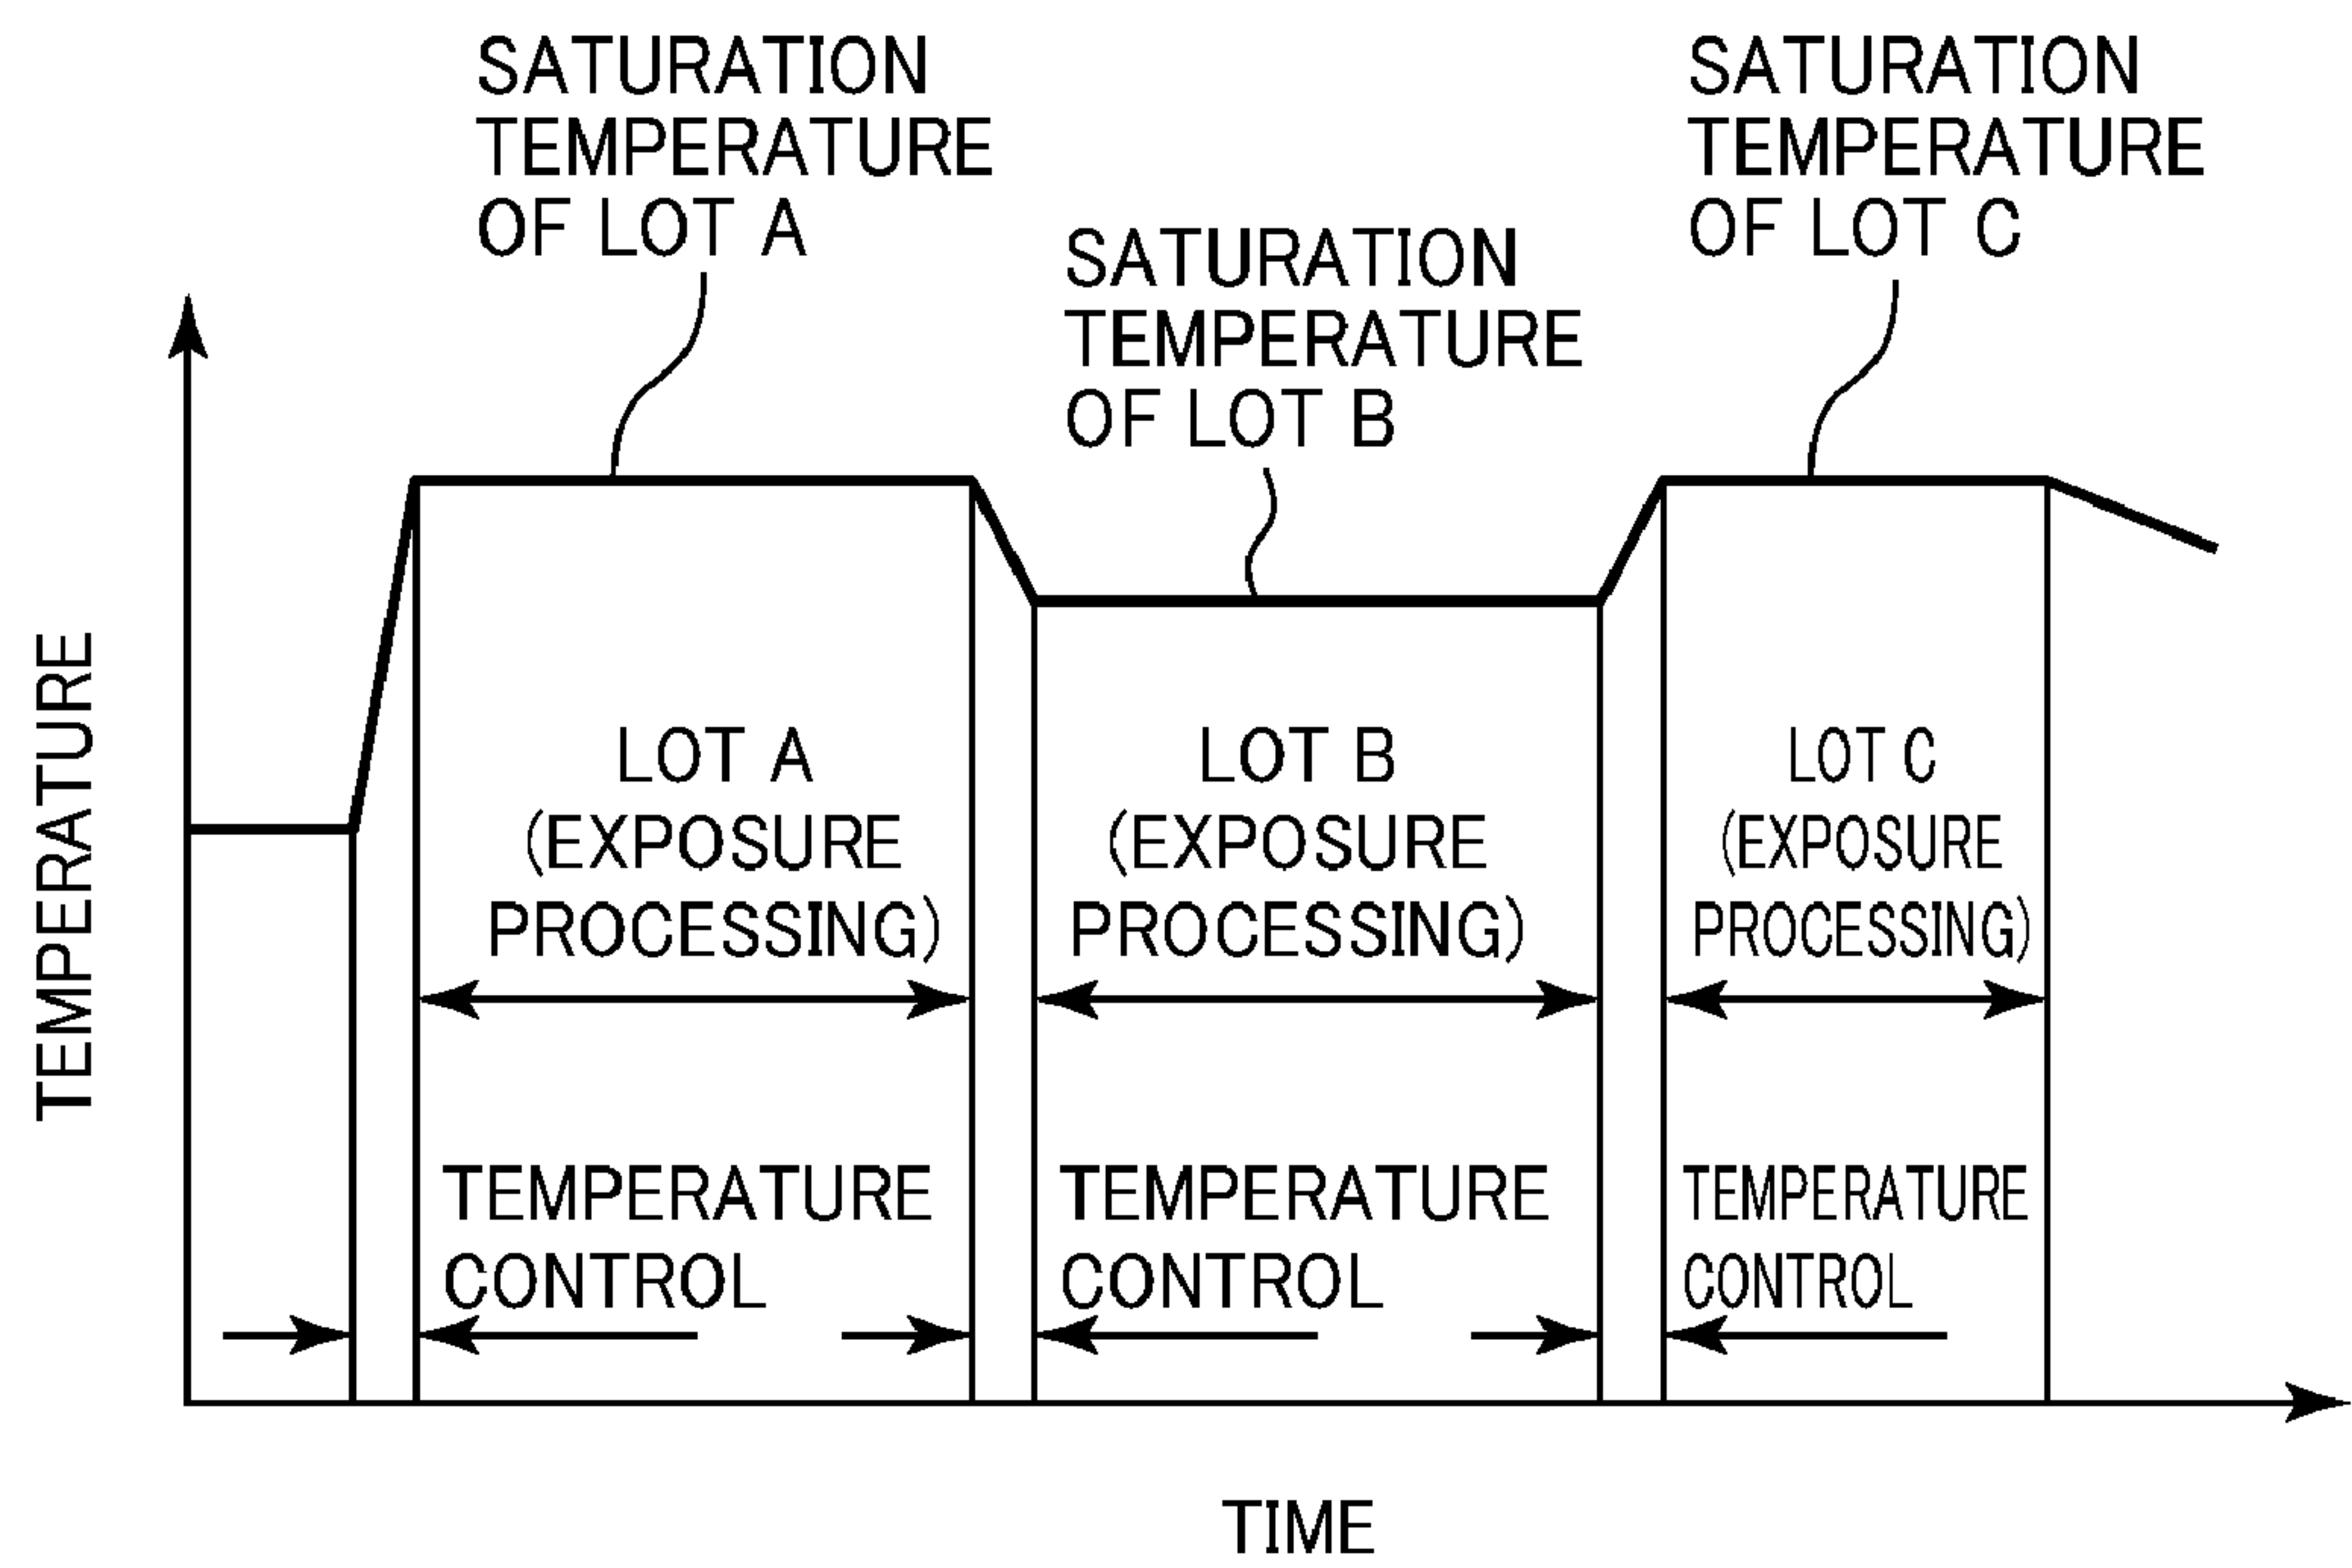 SATURATION
TEMPERATURE
OF LOT A
SATURATION
TEMPERATURE
OF LOT B
SATURATION
TEMPERATURE
OF LOT C
TEMPERATURE
LOT A
(EXPOSURE
PROCESSING)
LOT B
(EXPOSURE
PROCESSING)
LOT C
(EXPOSURE
PROCESSING)
TEMPERATURE
CONTROL
TEMPERATURE
CONTROL
TEMPERATURE
CONTROL
TIME